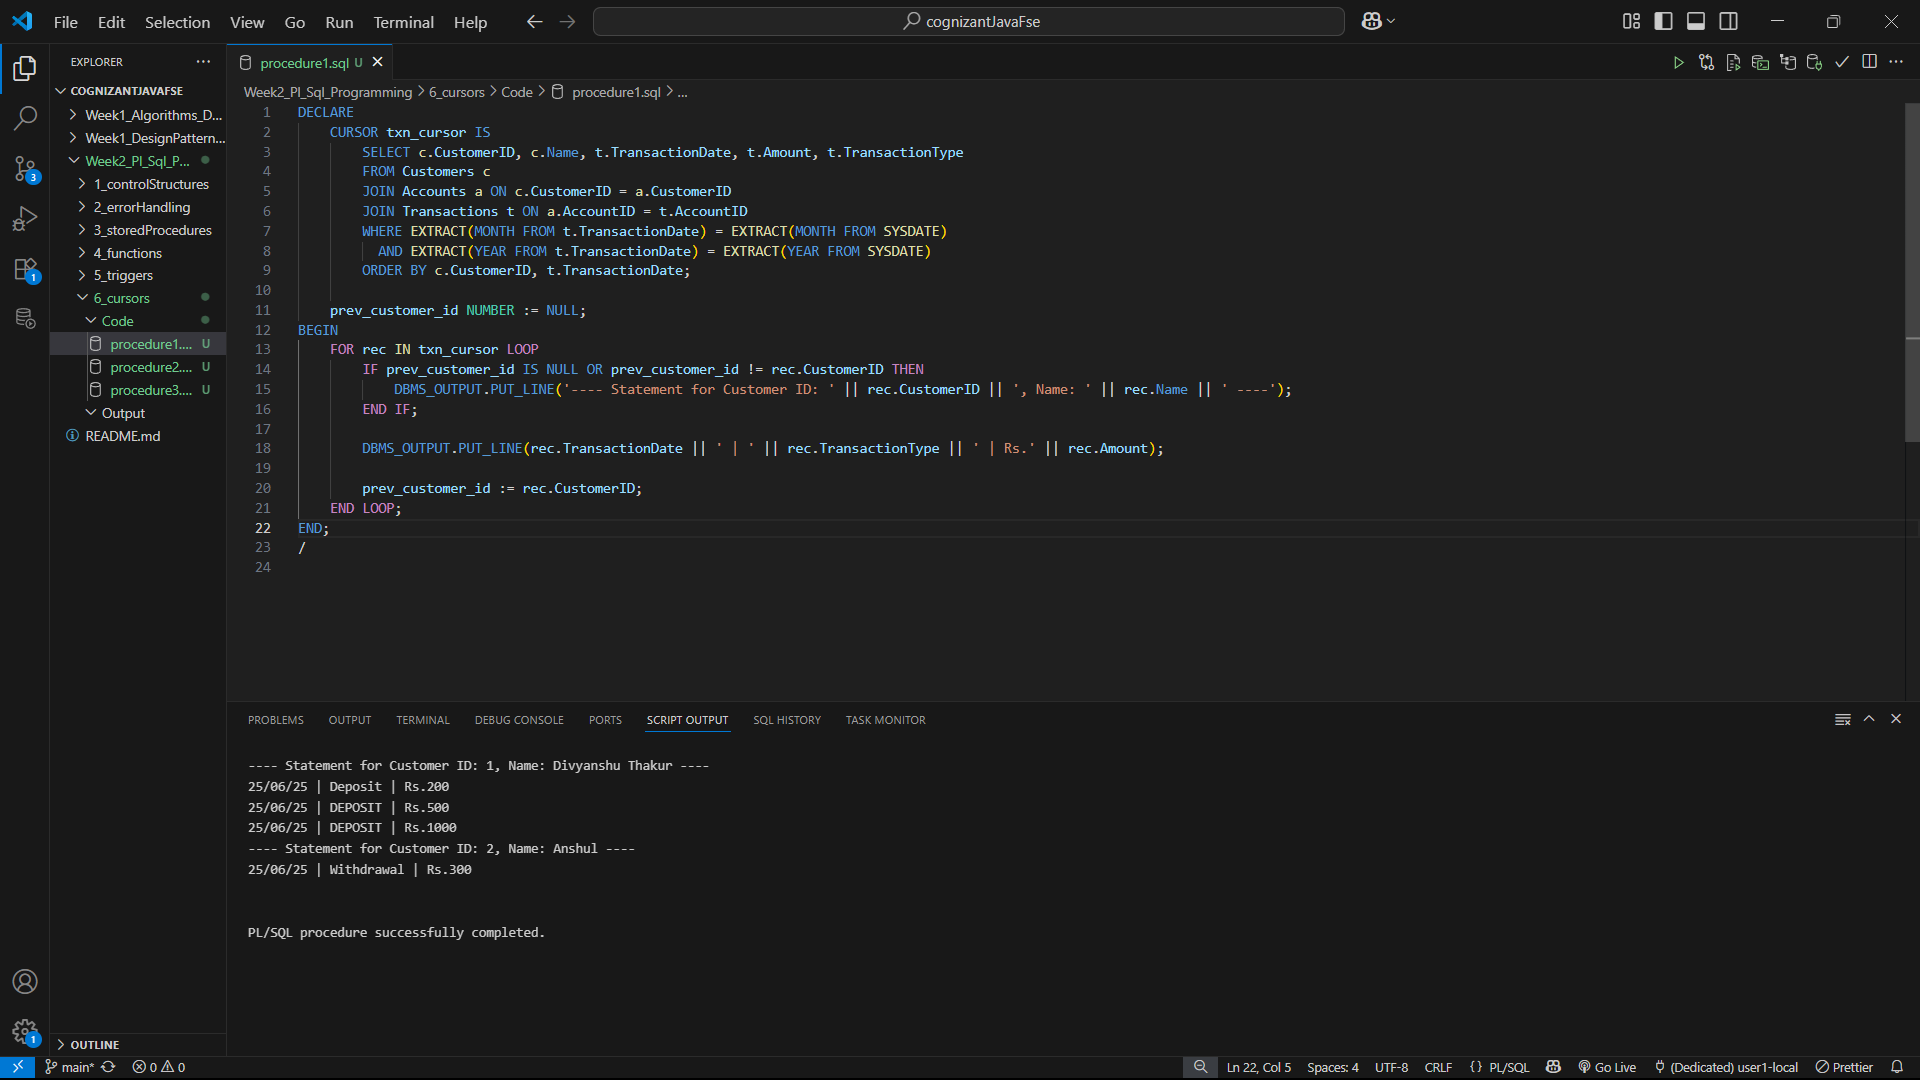 File Edit Selection View Go Run Terminal Help
cognizantJavaFse
EXPLORER
COGNIZANTJAVAFSE
Week1_Algorithms_D...
Week1_DesignPattern...
Week2_Pl_Sql_P...
1_controlStructures
2_errorHandling
3_storedProcedures
4_functions
5_triggers
6_cursors
Code
procedure1.... U
procedure2.... U
procedure3.... U
Output
README.md
OUTLINE
3
1
1
procedure1.sql U
Week2_Pl_Sql_Programming > 6_cursors > Code > procedure1.sql > ...
1 DECLARE
2     CURSOR txn_cursor IS
3         SELECT c.CustomerID, c.Name, t.TransactionDate, t.Amount, t.TransactionType
4         FROM Customers c
5         JOIN Accounts a ON c.CustomerID = a.CustomerID
6         JOIN Transactions t ON a.AccountID = t.AccountID
7         WHERE EXTRACT(MONTH FROM t.TransactionDate) = EXTRACT(MONTH FROM SYSDATE)
8           AND EXTRACT(YEAR FROM t.TransactionDate) = EXTRACT(YEAR FROM SYSDATE)
9         ORDER BY c.CustomerID, t.TransactionDate;
10
11     prev_customer_id NUMBER := NULL;
12 BEGIN
13     FOR rec IN txn_cursor LOOP
14         IF prev_customer_id IS NULL OR prev_customer_id != rec.CustomerID THEN
15             DBMS_OUTPUT.PUT_LINE('---- Statement for Customer ID: ' || rec.CustomerID || ', Name: ' || rec.Name || ' ----');
16         END IF;
17
18         DBMS_OUTPUT.PUT_LINE(rec.TransactionDate || ' | ' || rec.TransactionType || ' | Rs.' || rec.Amount);
19
20         prev_customer_id := rec.CustomerID;
21     END LOOP;
22 END;
23 /
24
PROBLEMS OUTPUT TERMINAL DEBUG CONSOLE PORTS SCRIPT OUTPUT SQL HISTORY TASK MONITOR
---- Statement for Customer ID: 1, Name: Divyanshu Thakur ----
25/06/25 | Deposit | Rs.200
25/06/25 | DEPOSIT | Rs.500
25/06/25 | DEPOSIT | Rs.1000
---- Statement for Customer ID: 2, Name: Anshul ----
25/06/25 | Withdrawal | Rs.300
PL/SQL procedure successfully completed.
main* 0 0 Ln 22, Col 5 Spaces: 4 UTF-8 CRLF {} PL/SQL Go Live (Dedicated) user1-local Prettier